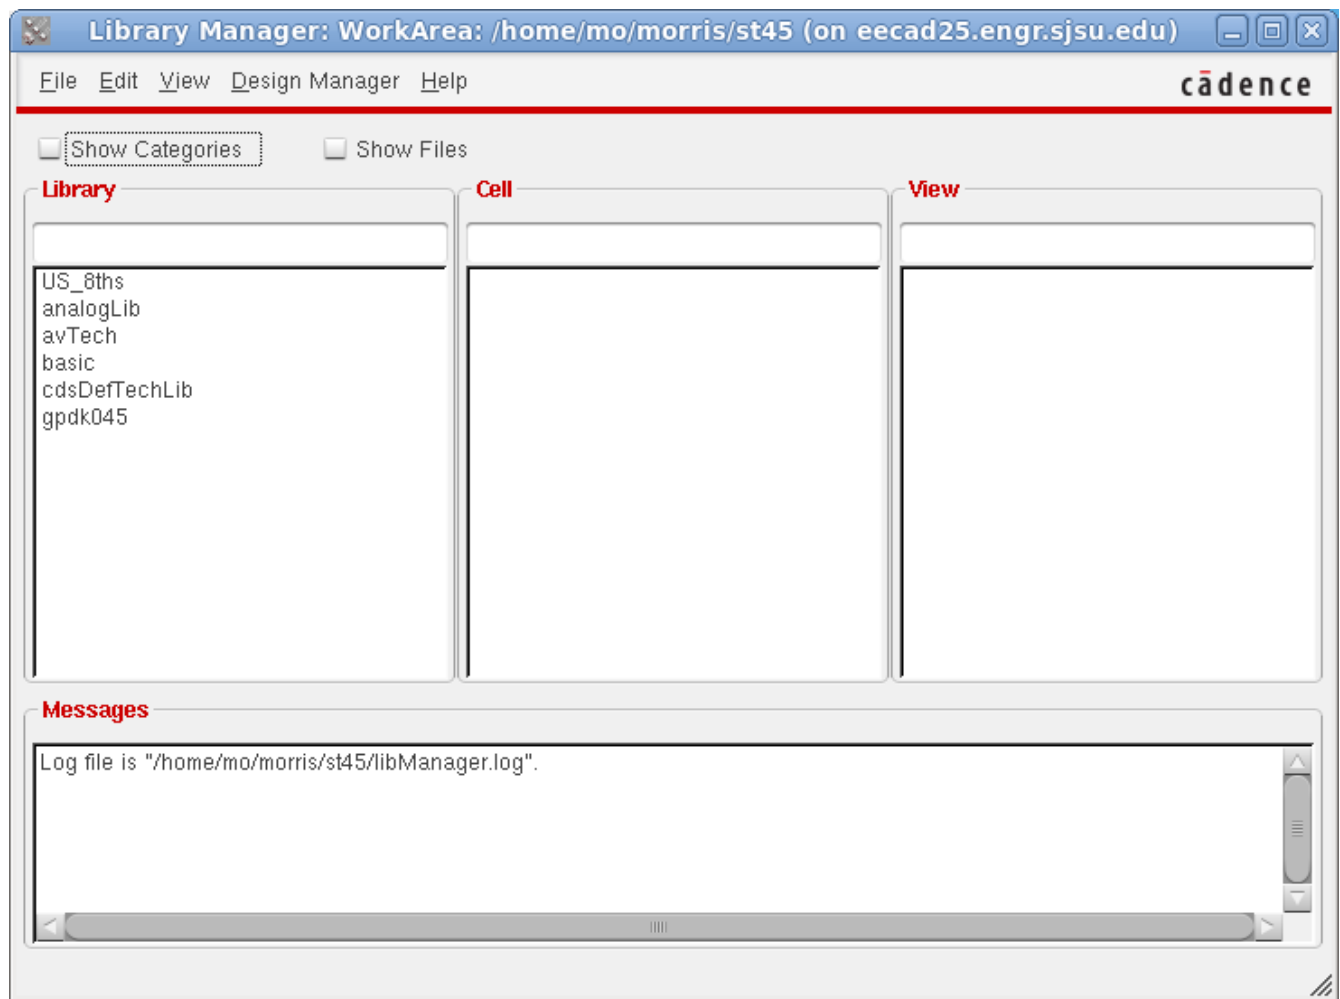 Library Manager: WorkArea: /home/mo/morris/st45 (on eecad25.engr.sjsu.edu)
File Edit View Design Manager Help
cādence
Show Categories Show Files
Library Cell View
US_8ths
analogLib
avTech
basic
cdsDefTechLib
gpdk045
Messages
Log file is "/home/mo/morris/st45/libManager.log".